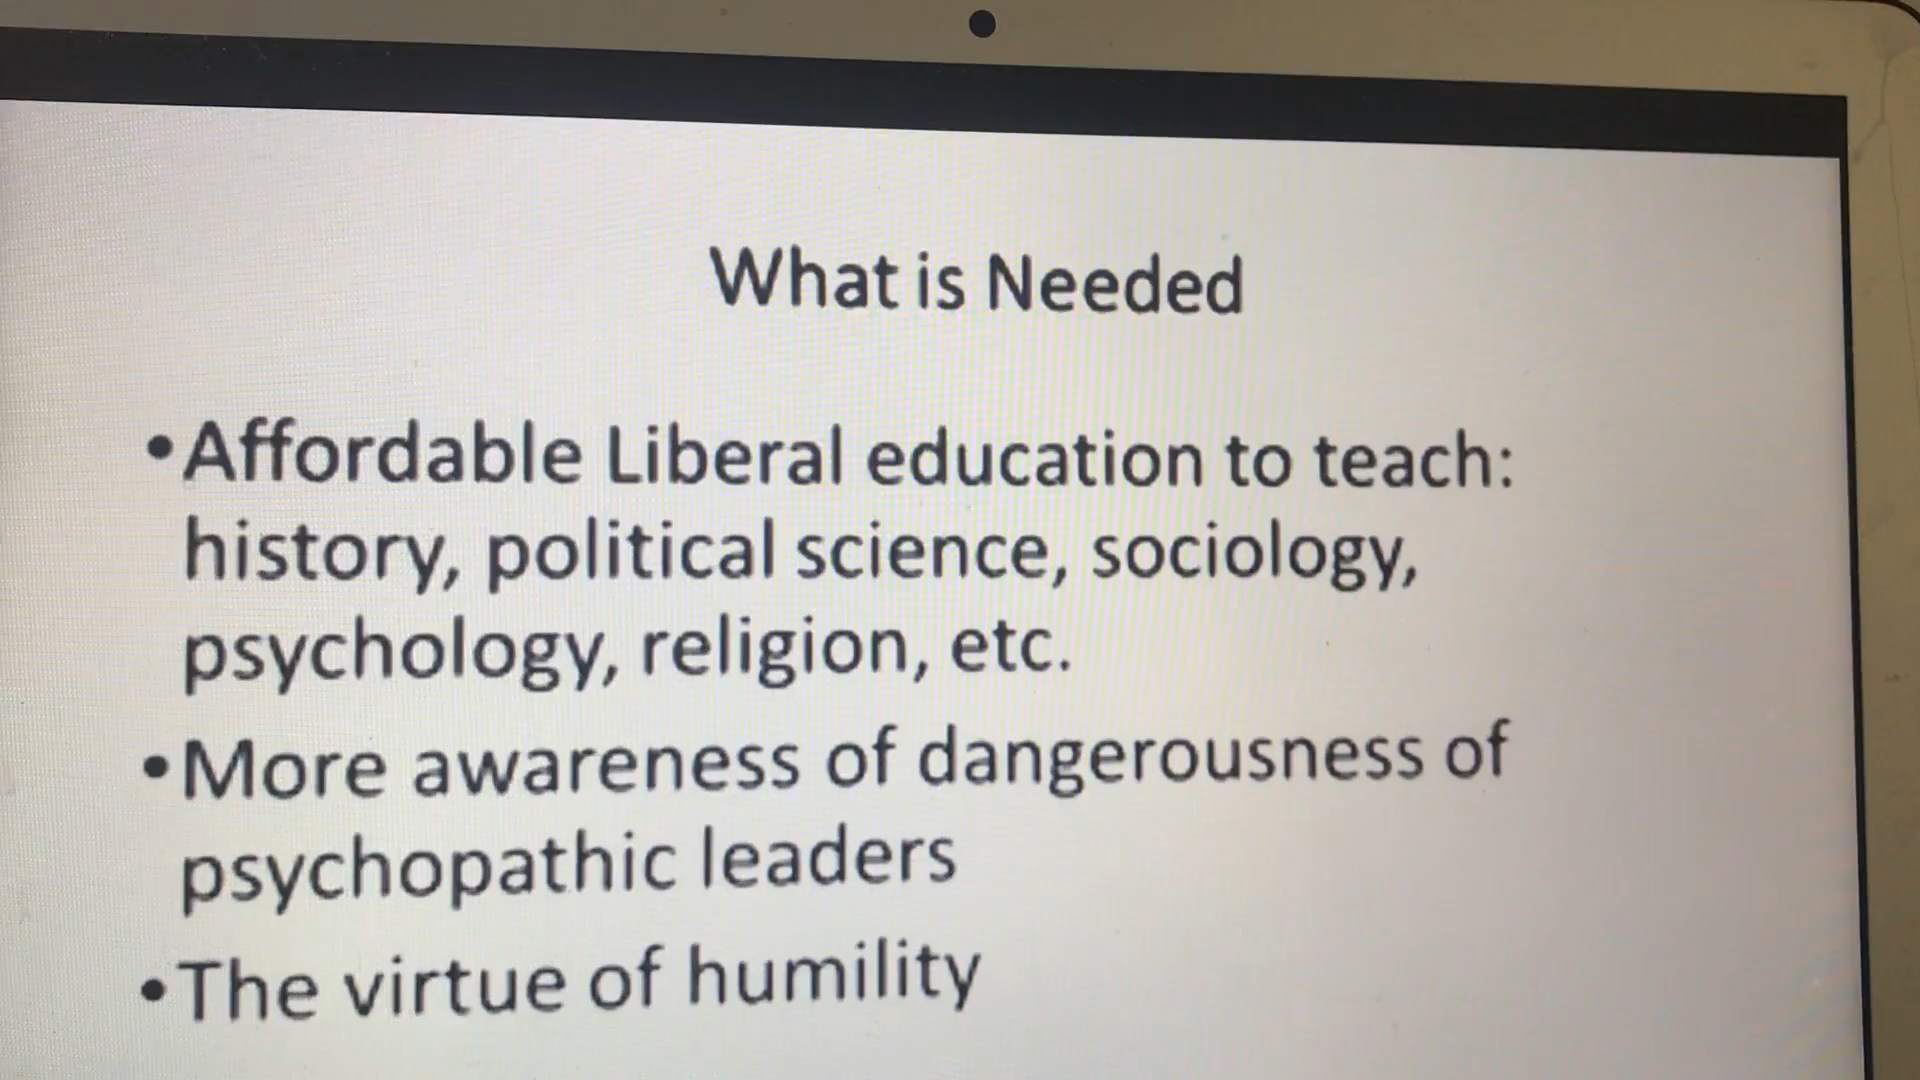 What is Needed
•Affordable Liberal education to teach:
history, political science, sociology,
psychology, religion, etc.
•More awareness of dangerousness of
psychopathic leaders
•The virtue of humility